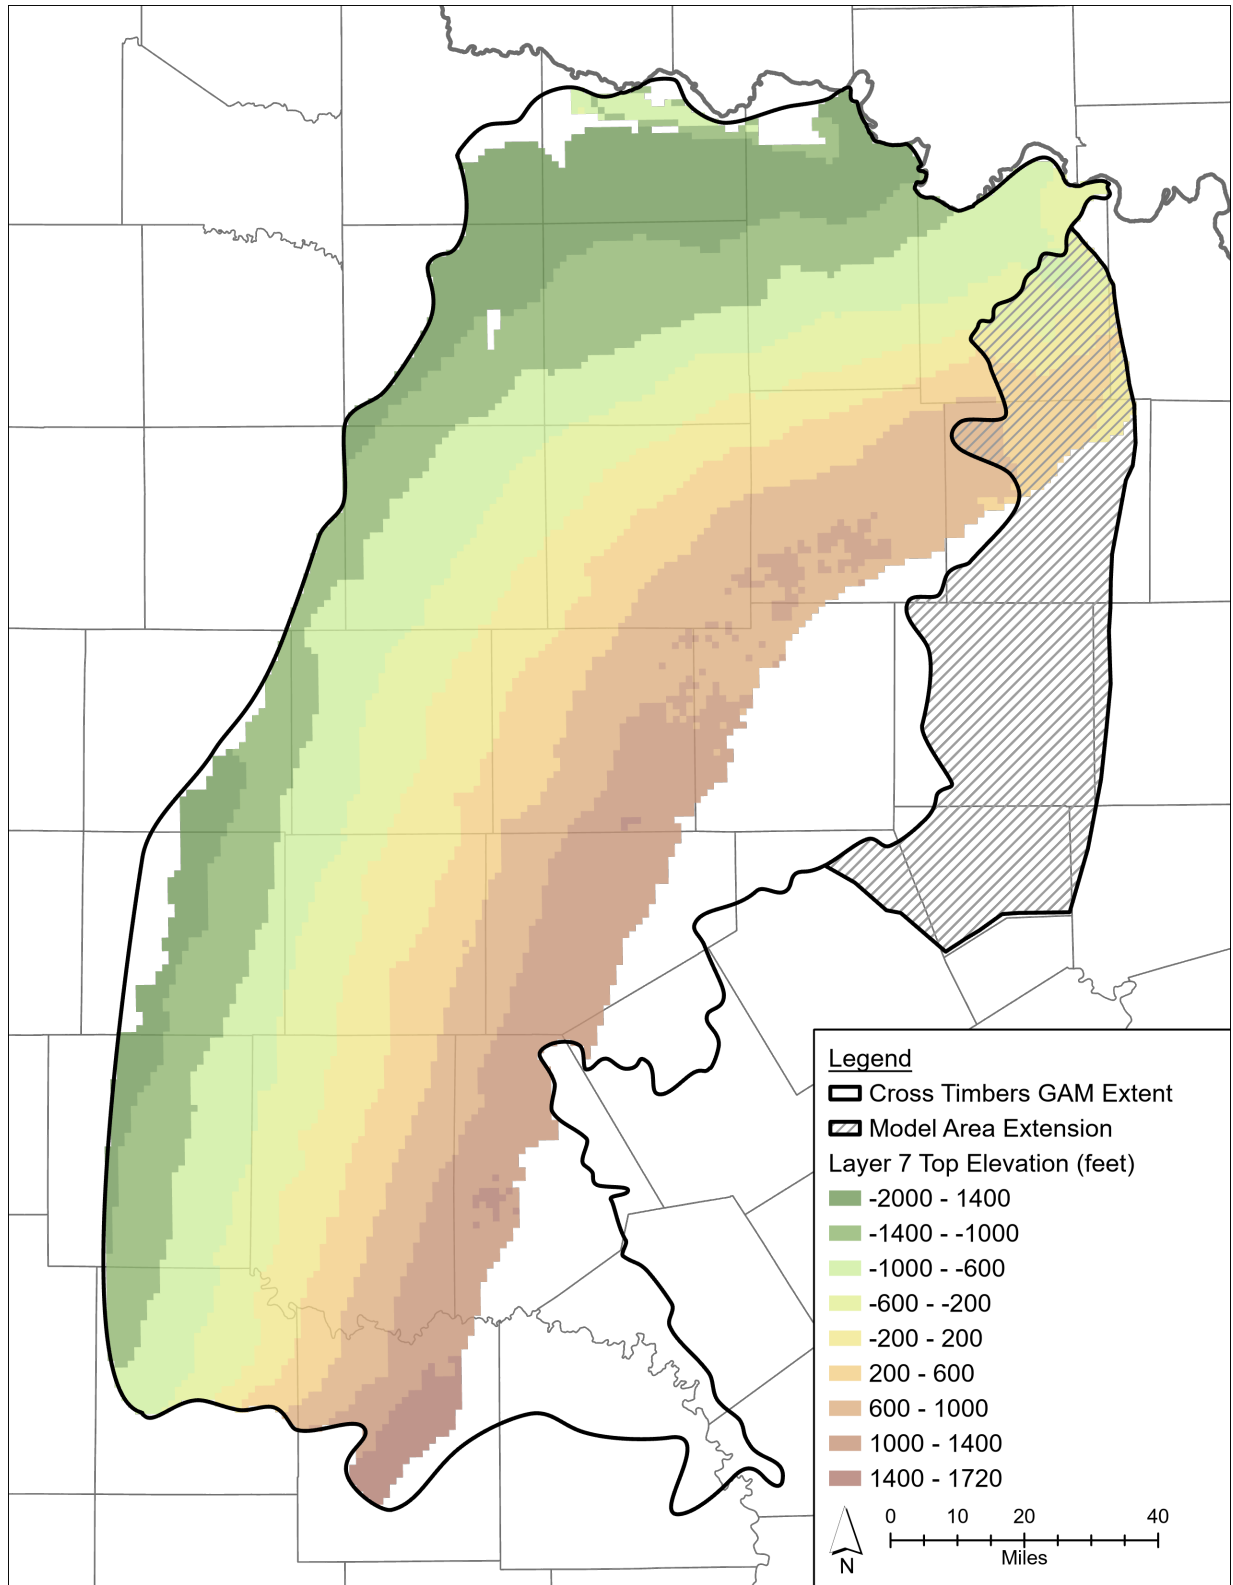 Legend
Cross Timbers GAM Extent
Model Area Extension
Layer 7 Top Elevation (feet)
-2000 - 1400
-1400 - -1000
-1000 - -600
-600 - -200
-200 - 200
200 - 600
600 - 1000
1000 - 1400
1400 - 1720
0 10 20 40
Miles
N